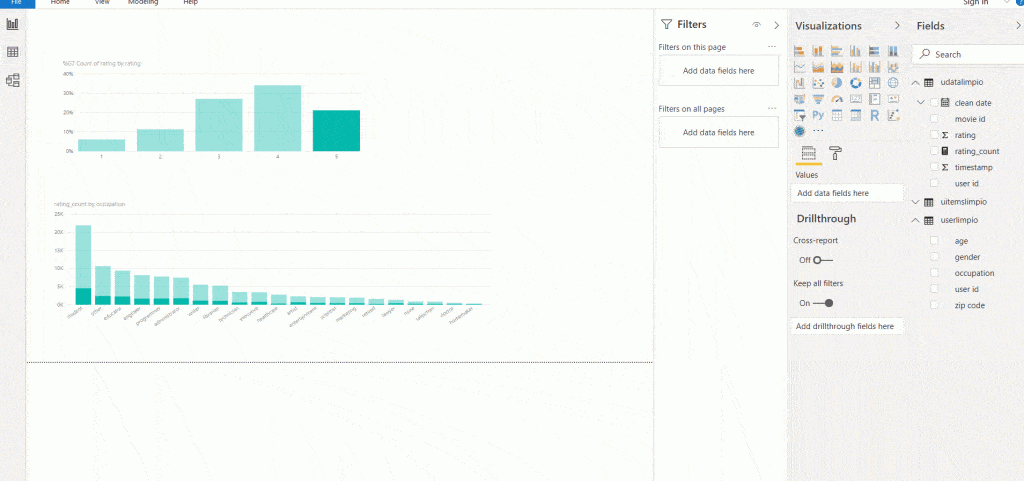 File Home View Modeling Help Sign in
%GT Count of rating by rating
40%
30%
20%
10%
0%
1 2 3 4 5
rating_count by occupation
25K
20K
15K
10K
5K
0K
student other educator engineer programmer administrator writer librarian technician executive healthcare artist entertainment scientist marketing retired lawyer none salesman doctor homemaker
Filters
Filters on this page
Add data fields here
Filters on all pages
Add data fields here
Visualizations
Py
R
Values
Add data fields here
Drillthrough
Cross-report
Off
Keep all filters
On
Add drillthrough fields here
Fields
Search
udatalimpio
clean date
movie id
rating
rating_count
timestamp
user id
uitemslimpio
userlimpio
age
gender
occupation
user id
zip code